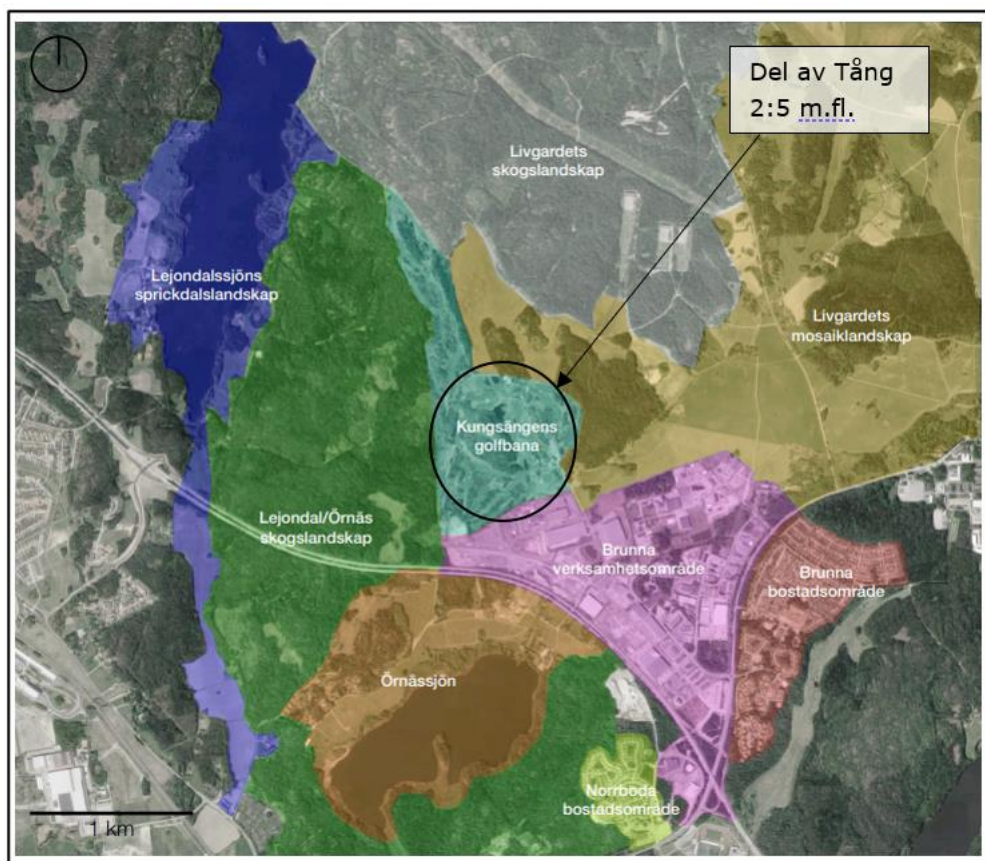 Del av Tång
2:5 m.fl.
Livgardets
skogslandskap
Lejondalssjöns
sprickdalslandskap
Livgardets
mosaiklandskap
Kungsängens
golfbana
Lejondal/Örnäs
skogslandskap
Brunna
verksamhetsområde
Brunna
bostadsområde
Örnässjön
Norrboda
bostadsområde
1 km